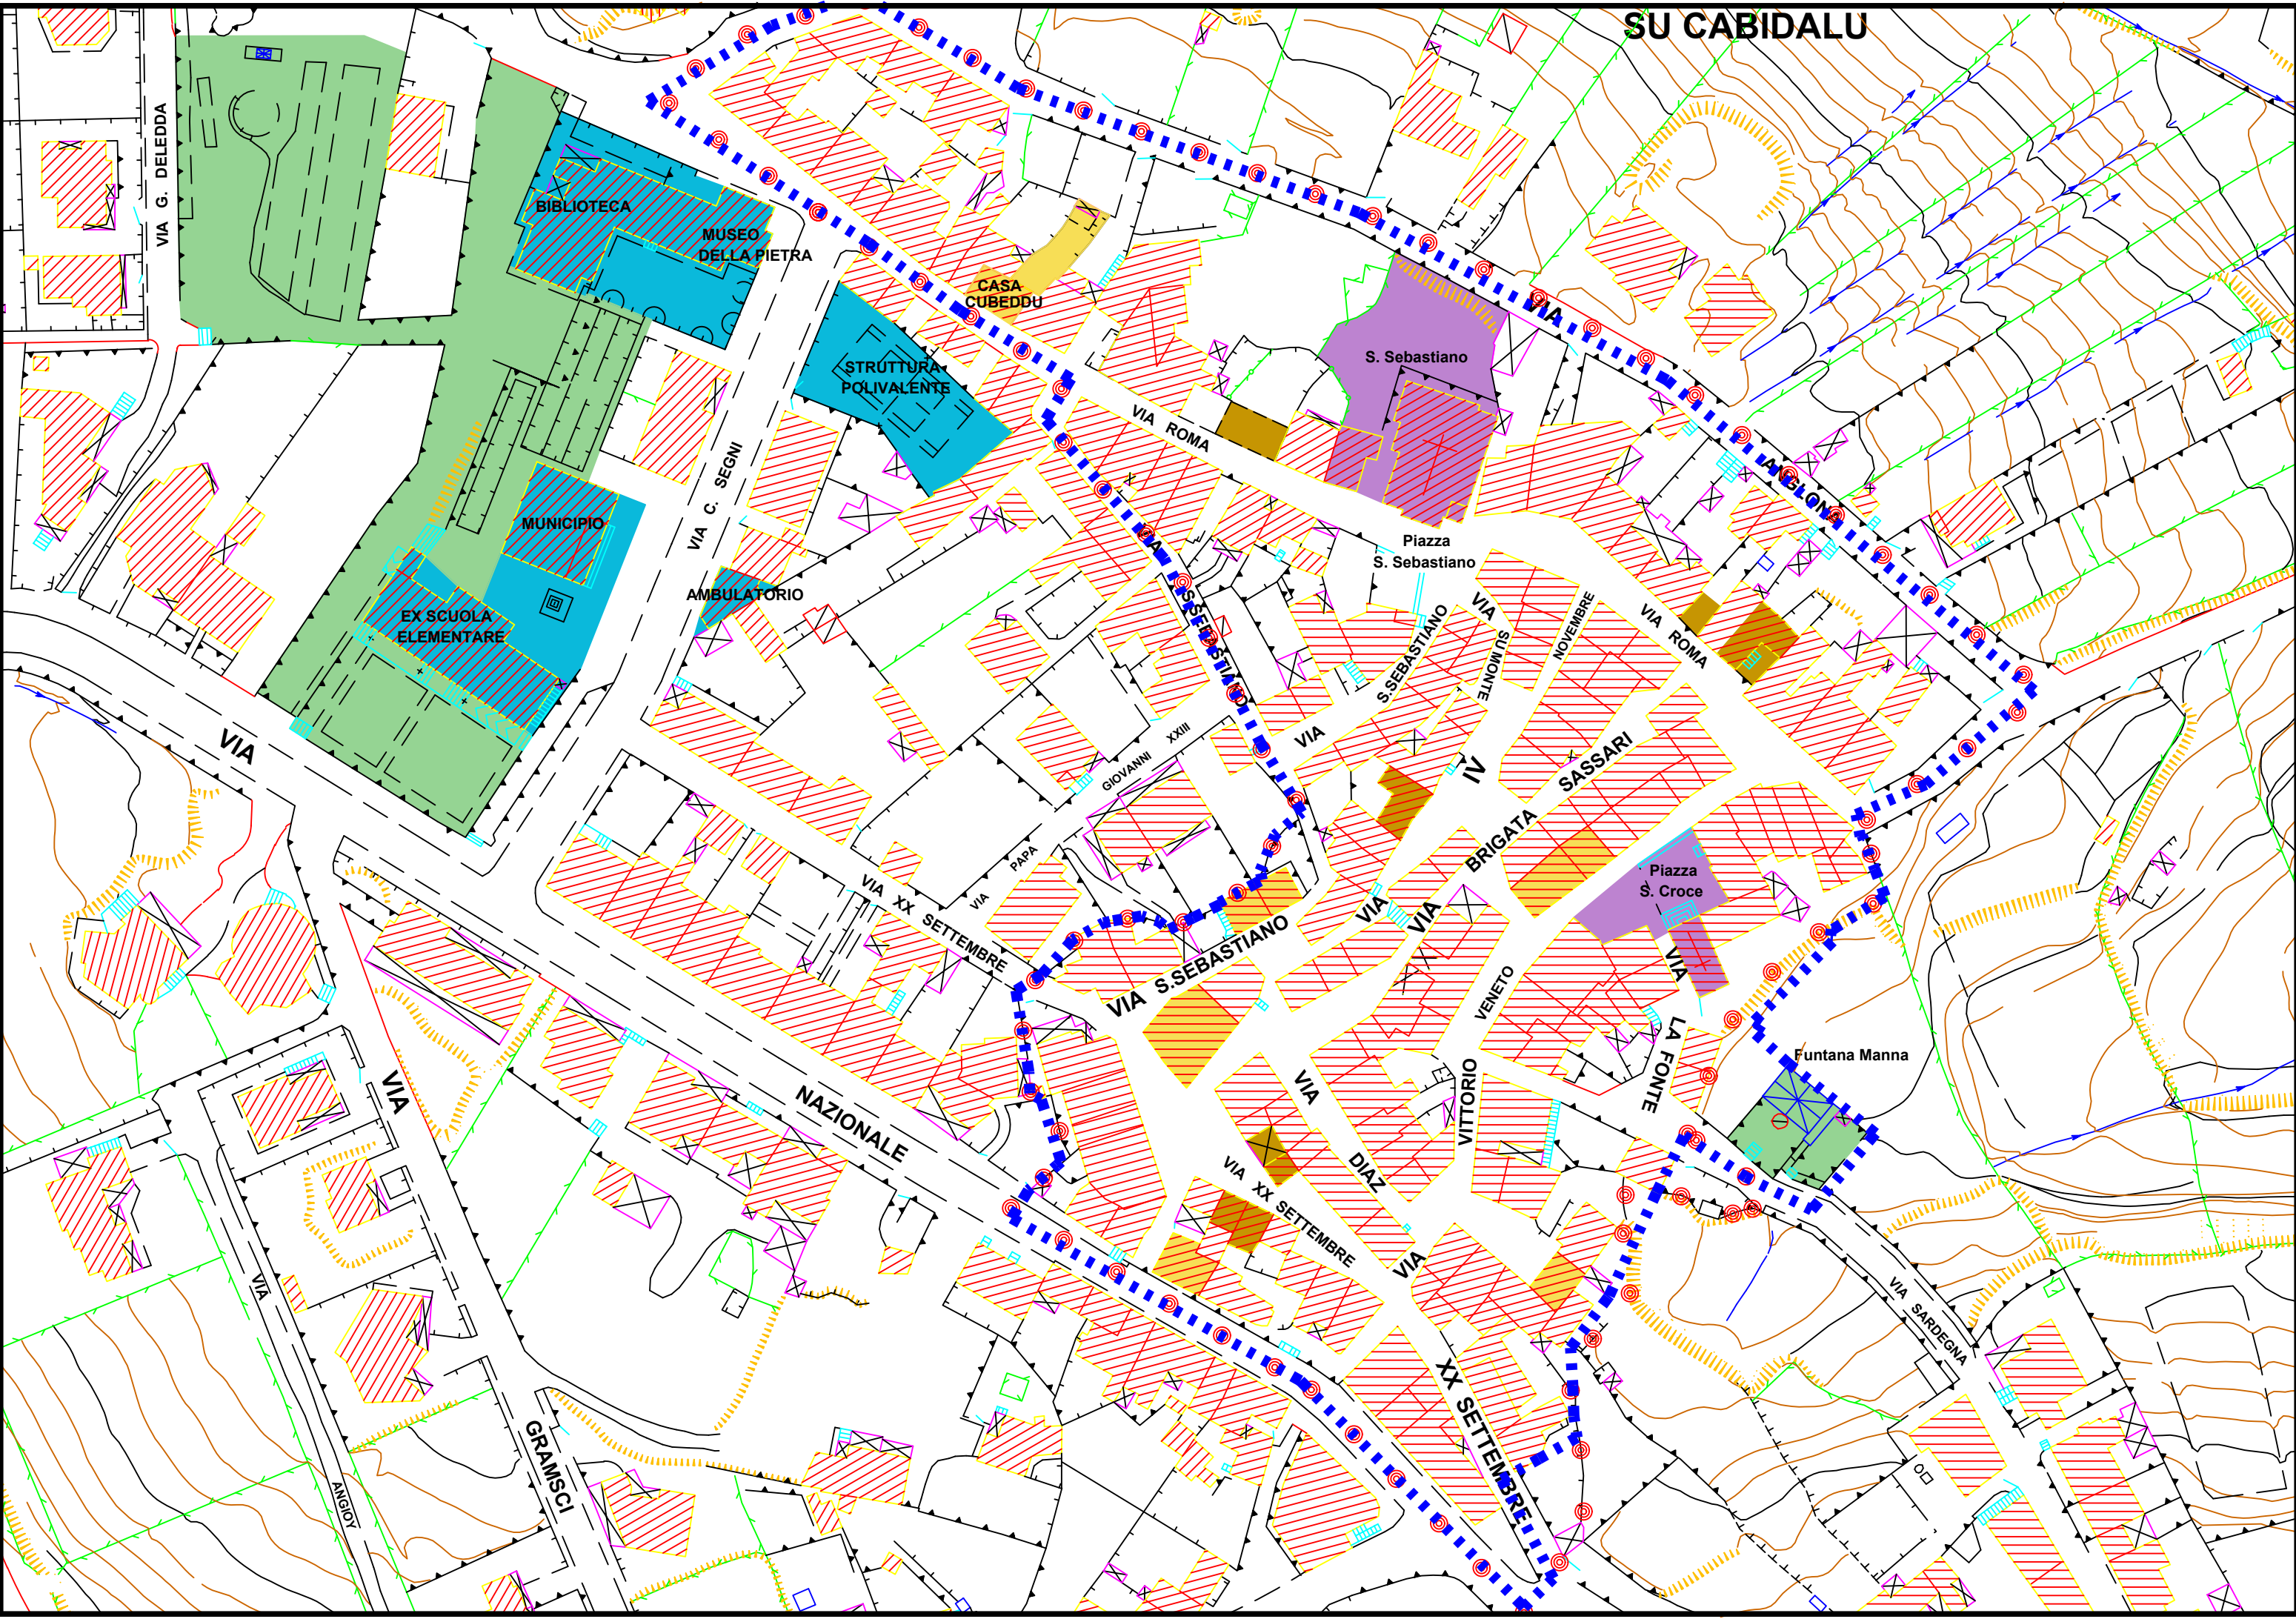 SU CABIDALU
VIA G. DELEDDA
BIBLIOTECA
MUSEO
DELLA PIETRA
CASA
CUBEDDU
VIA
S. Sebastiano
STRUTTURA
POLIVALENTE
VIA ROMA
VIA C. SEGNI
ANGLONA
MUNICIPIO
Piazza
S. Sebastiano
VIA
S.SEBASTIANO
AMBULATORIO
EX SCUOLA
ELEMENTARE
VIA
SU MONTE
NOVEMBRE
VIA ROMA
S.SEBASTIANO
VIA
VIA
GIOVANNI XXIII
IV
SASSARI
BRIGATA
PAPA
VIA
VIA XX SETTEMBRE
VIA
VIA
Piazza
S. Croce
VIA
VIA S.SEBASTIANO
VENETO
LA FONTE
Funtana Manna
VIA
NAZIONALE
VIA
VITTORIO
DIAZ
VIA XX SETTEMBRE
VIA
VIA
VIA SARDEGNA
XX SETTEMBRE
GRAMSCI
ANGIOY